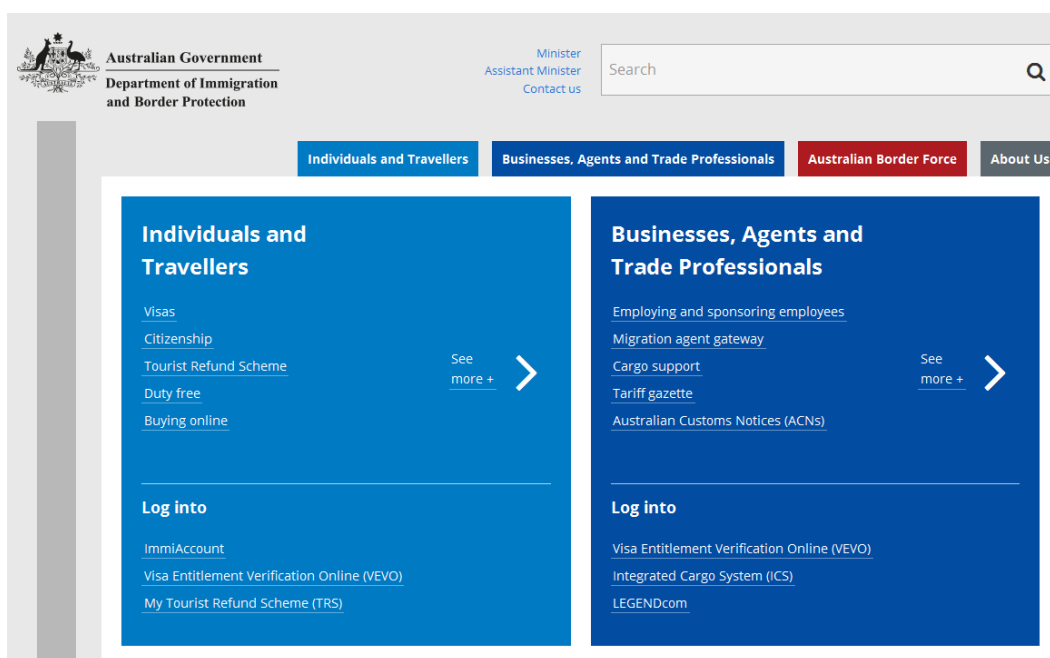 Australian Government
Department of Immigration
and Border Protection
Minister
Assistant Minister
Contact us
Search
Individuals and Travellers
Businesses, Agents and Trade Professionals
Australian Border Force
About Us
Individuals and
Travellers
Visas
Citizenship
Tourist Refund Scheme
Duty free
Buying online
See
more +
Log into
ImmiAccount
Visa Entitlement Verification Online (VEVO)
My Tourist Refund Scheme (TRS)
Businesses, Agents and
Trade Professionals
Employing and sponsoring employees
Migration agent gateway
Cargo support
Tariff gazette
Australian Customs Notices (ACNs)
See
more +
Log into
Visa Entitlement Verification Online (VEVO)
Integrated Cargo System (ICS)
LEGENDcom